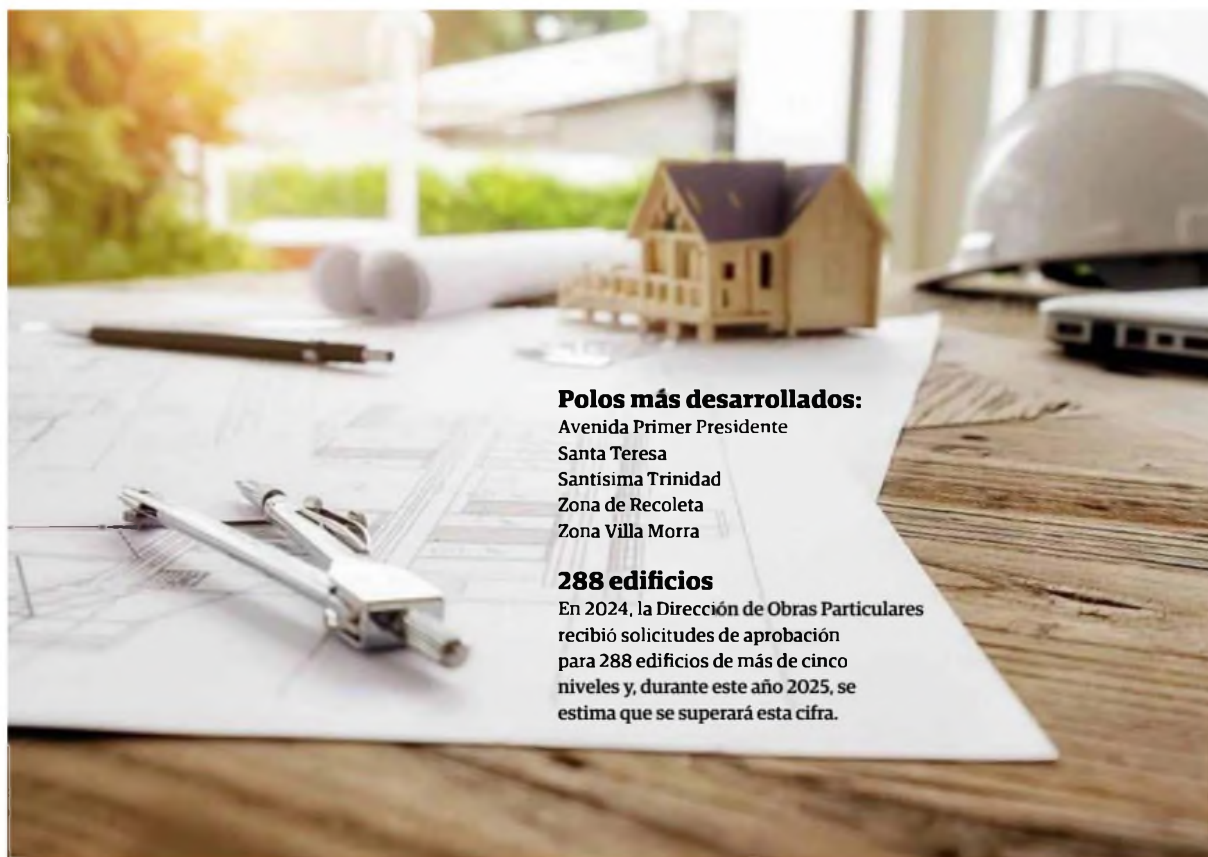 Polos más desarrollados:
Avenida Primer Presidente
Santa Teresa
Santísima Trinidad
Zona de Recoleta
Zona Villa Morra
288 edificios
En 2024, la Dirección de Obras Particulares
recibió solicitudes de aprobación
para 288 edificios de más de cinco
niveles y, durante este año 2025, se
estima que se superará esta cifra.